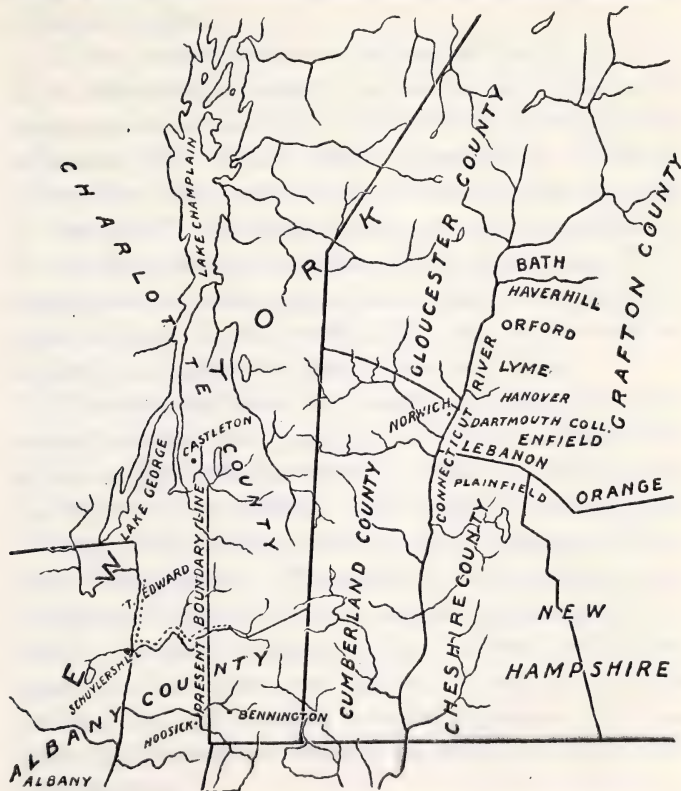 CHARLOTTE COUNTY
LAKE CHAMPLAIN
NEW YORK
GLOUCESTER COUNTY
GRAFTON COUNTY
BATH
HAVERHILL
ORFORD
LYME
HANOVER
DARTMOUTH COLL.
ENFIELD
LEBANON
NORWICH
CONNECTICUT RIVER
PLAINFIELD
ORANGE
CASTLETON
LAKE GEORGE
PRESENT BOUNDARY LINE
CUMBERLAND COUNTY
CHESHIRE COUNTY
NEW
HAMPSHIRE
T. EDWARD
ALBANY COUNTY
BENNINGTON
HOOSICK
ALBANY